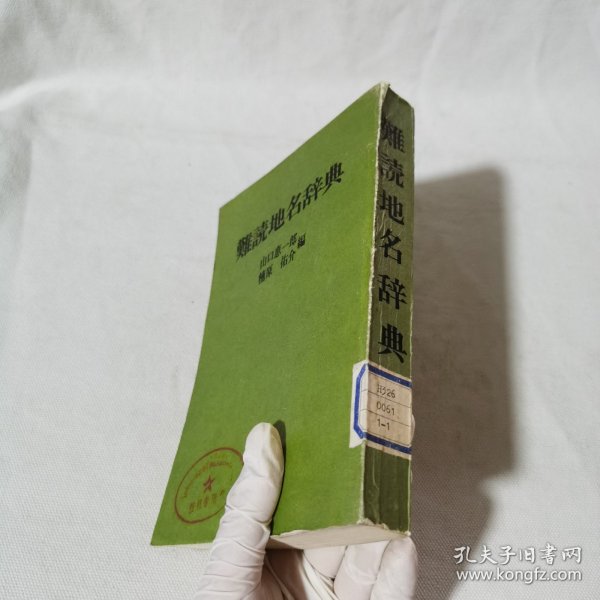 難読地名辞典
山口恵一郎
楠原 佑介 編
難読地名辞典
H326
0061
1-1
孔夫子旧书网
www.kongfz.com